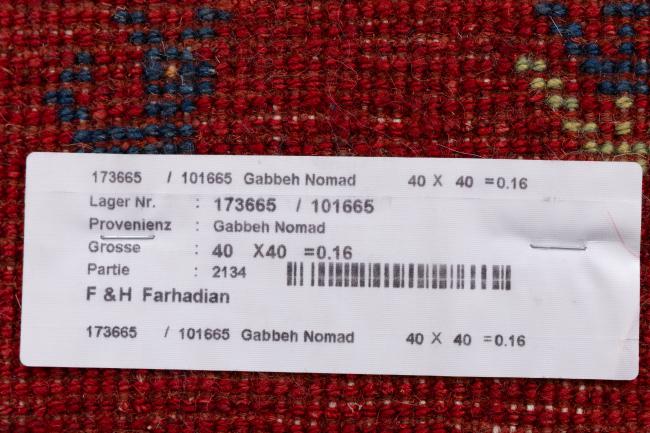 173665 / 101665 Gabbeh Nomad 40 X 40 =0.16
Lager Nr. : 173665 / 101665
Provenienz : Gabbeh Nomad
Grosse : 40 X40 =0.16
Partie : 2134
F &H Farhadian
173665 / 101665 Gabbeh Nomad 40 X 40 =0.16